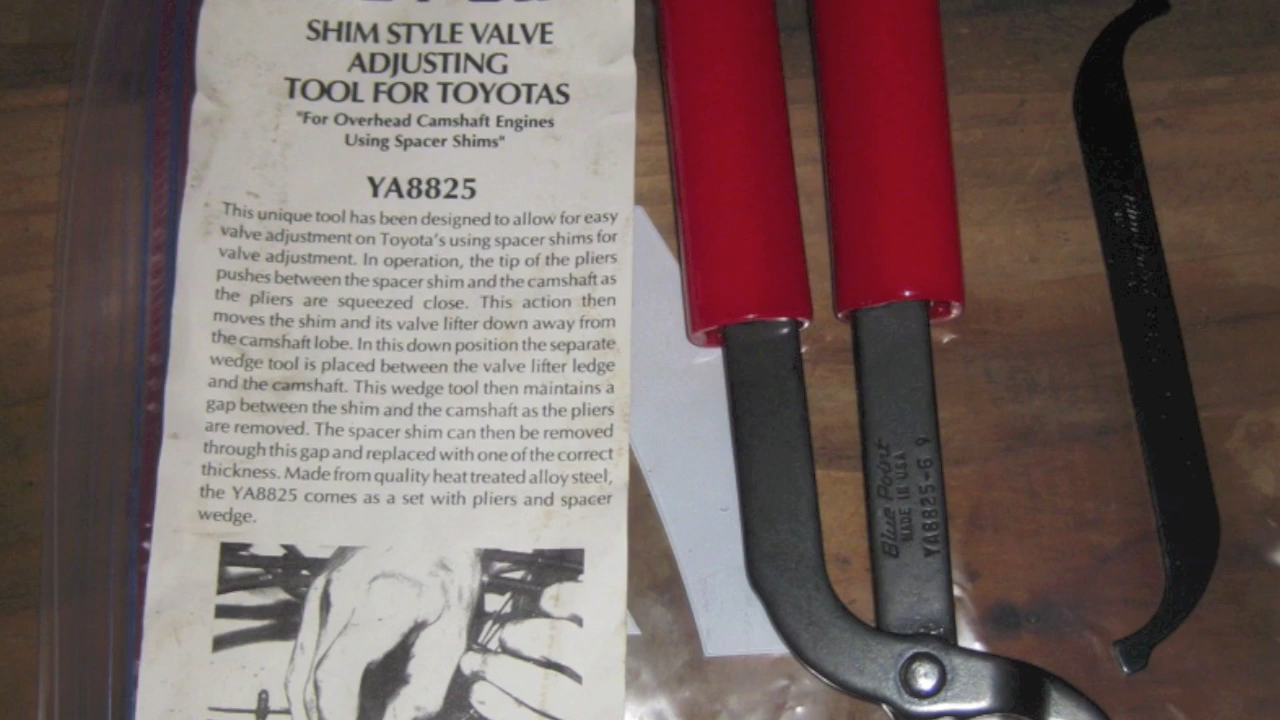 SHIM STYLE VALVE
ADJUSTING
TOOL FOR TOYOTAS
"For Overhead Camshaft Engines
Using Spacer Shims"
YA8825
This unique tool has been designed to allow for easy
valve adjustment on Toyota's using spacer shims for
valve adjustment. In operation, the tip of the pliers
pushes between the spacer shim and the camshaft as
the pliers are squeezed close. This action then
moves the shim and its valve lifter down away from
the camshaft lobe. In this down position the separate
wedge tool is placed between the valve lifter ledge
and the camshaft. This wedge tool then maintains a
gap between the shim and the camshaft as the pliers
are removed. The spacer shim can then be removed
through this gap and replaced with one of the correct
thickness. Made from quality heat treated alloy steel,
the YA8825 comes as a set with pliers and spacer
wedge.
Blue Point
MADE IN USA
YA8825-6 9